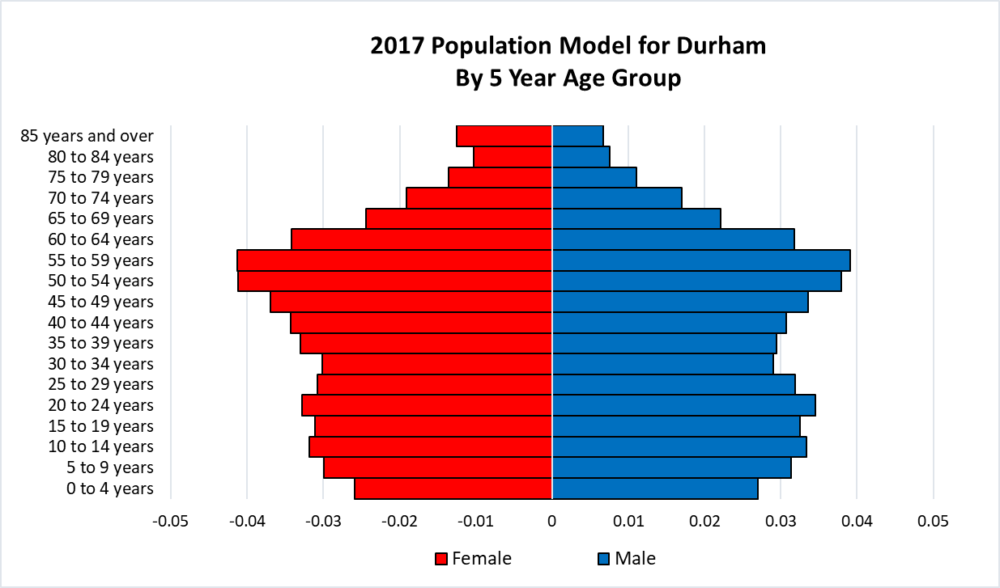 2017 Population Model for Durham
By 5 Year Age Group
85 years and over
80 to 84 years
75 to 79 years
70 to 74 years
65 to 69 years
60 to 64 years
55 to 59 years
50 to 54 years
45 to 49 years
40 to 44 years
35 to 39 years
30 to 34 years
25 to 29 years
20 to 24 years
15 to 19 years
10 to 14 years
5 to 9 years
0 to 4 years
-0.05 -0.04 -0.03 -0.02 -0.01 0 0.01 0.02 0.03 0.04 0.05
Female Male